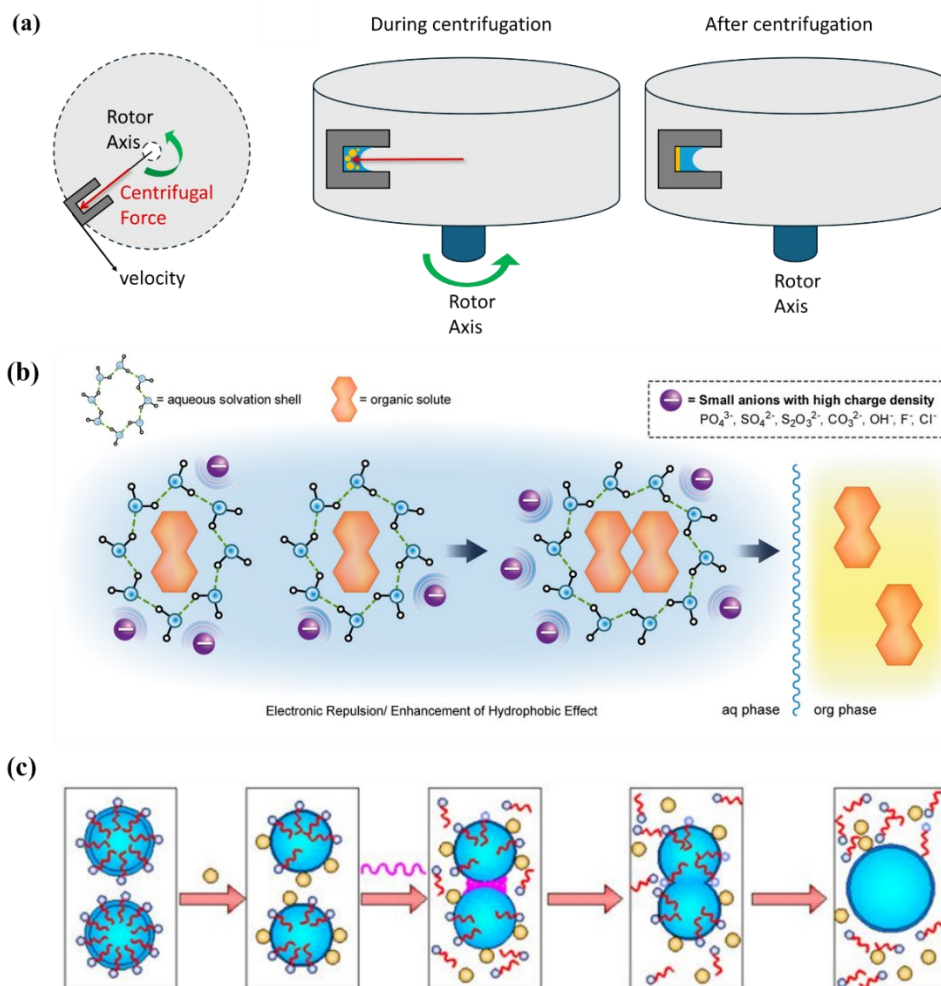 (a)
During centrifugation
After centrifugation
Rotor
Axis
Centrifugal
Force
velocity
Rotor
Axis
Rotor
Axis
(b)
= aqueous solvation shell
= organic solute
= Small anions with high charge density
PO₄³⁻, SO₄²⁻, S₂O₃²⁻, CO₃²⁻, OH⁻, F⁻, Cl⁻
Electronic Repulsion/ Enhancement of Hydrophobic Effect
aq phase
org phase
(c)